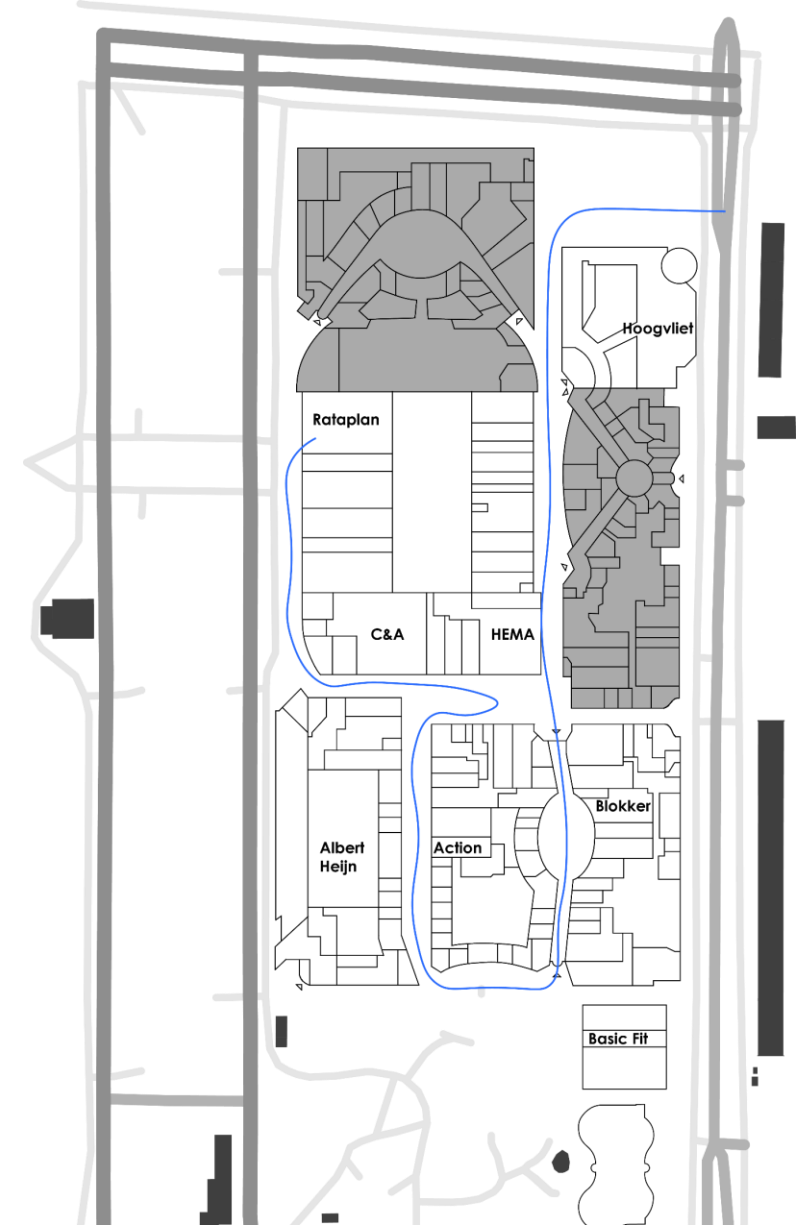 Hoogvliet
Rataplan
C&A
HEMA
Blokker
Albert
Heijn
Action
Basic Fit